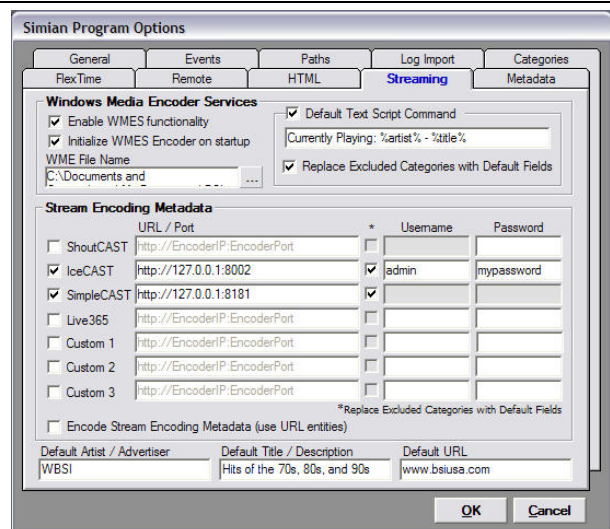 Simian Program Options
General Events Paths Log Import Categories
FlexTime Remote HTML Streaming Metadata
Windows Media Encoder Services
Enable WMES functionality
Initialize WMES Encoder on startup
WME File Name
C:\Documents and
...
Default Text Script Command
Currently Playing: %artist% - %title%
Replace Excluded Categories with Default Fields
Stream Encoding Metadata
URL / Port * Username Password
ShoutCAST http://EncoderIP:EncoderPort
IceCAST http://127.0.0.1:8002 admin mypassword
SimpleCAST http://127.0.0.1:8181
Live365 http://EncoderIP:EncoderPort
Custom 1 http://EncoderIP:EncoderPort
Custom 2 http://EncoderIP:EncoderPort
Custom 3 http://EncoderIP:EncoderPort
*Replace Excluded Categories with Default Fields
Encode Stream Encoding Metadata (use URL entities)
Default Artist / Advertiser Default Title / Description Default URL
WBSI Hits of the 70s, 80s, and 90s www.bsiusa.com
OK Cancel